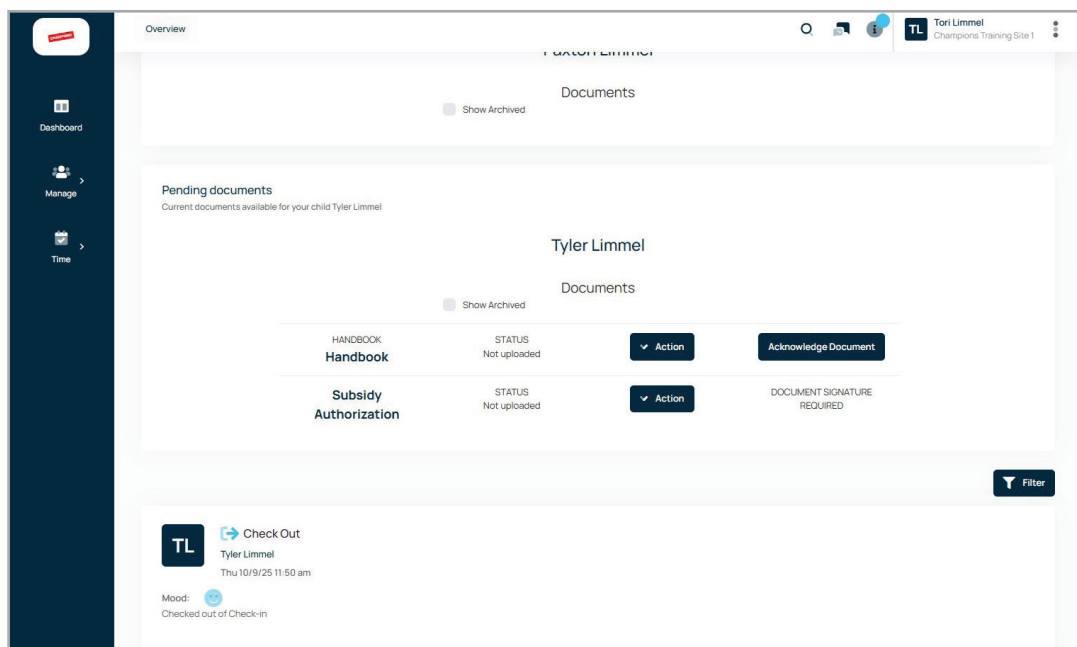 CHAMPIONS
Overview
TL
Tori Limmel
Champions Training Site 1
Dashboard
Manage
Time
Paxton Limmel
Documents
Show Archived
Pending documents
Current documents available for your child Tyler Limmel
Tyler Limmel
Documents
Show Archived
HANDBOOK
Handbook
STATUS
Not uploaded
Action
Acknowledge Document
Subsidy
Authorization
STATUS
Not uploaded
Action
DOCUMENT SIGNATURE
REQUIRED
Filter
TL
Check Out
Tyler Limmel
Thu 10/9/25 11:50 am
Mood:
Checked out of Check-in